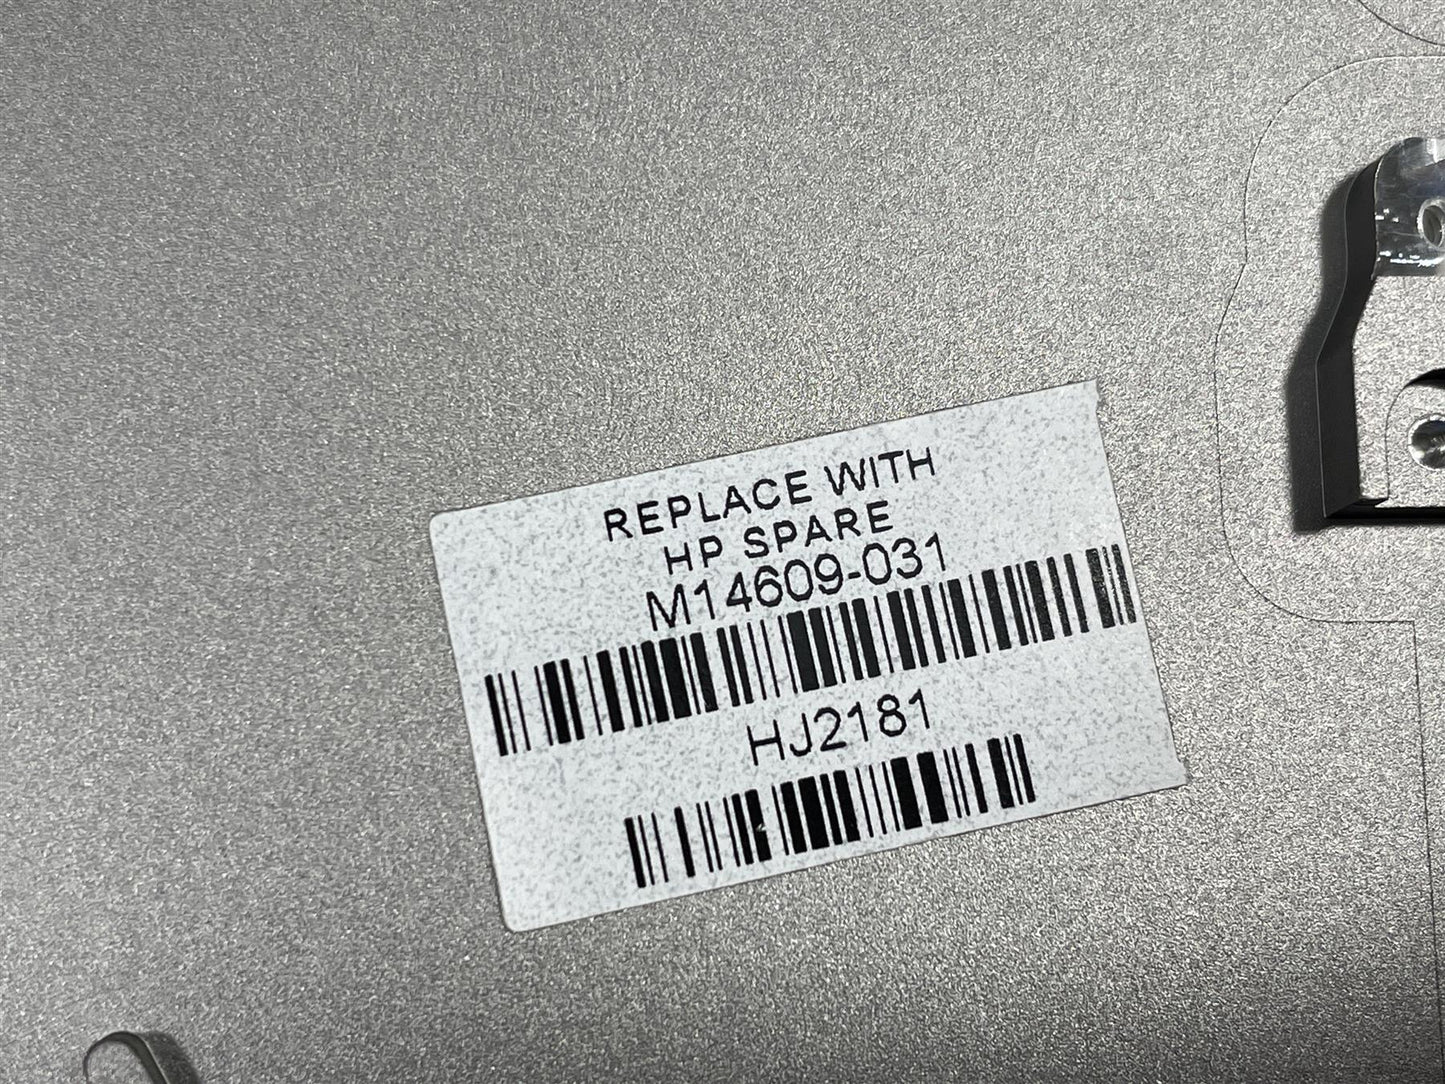 REPLACE WITH
HP SPARE
M14609-031
HJ2181